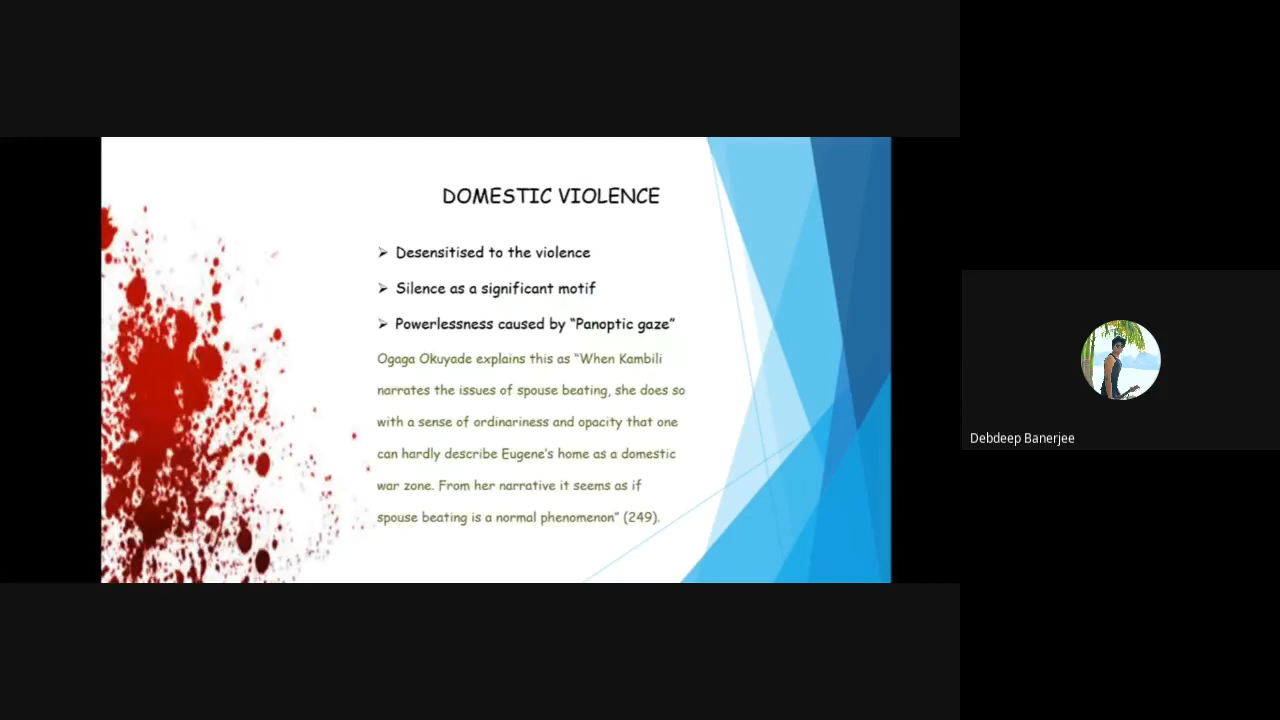 DOMESTIC VIOLENCE
➢ Desensitised to the violence
➢ Silence as a significant motif
➢ Powerlessness caused by “Panoptic gaze”
Ogaga Okuyade explains this as “When Kambili
narrates the issues of spouse beating, she does so
with a sense of ordinariness and opacity that one
can hardly describe Eugene's home as a domestic
war zone. From her narrative it seems as if
spouse beating is a normal phenomenon” (249).
Debdeep Banerjee